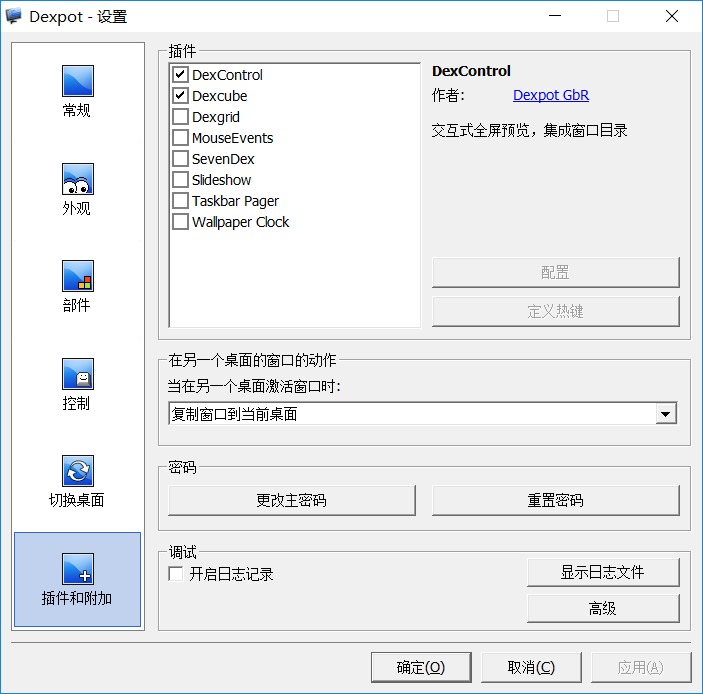 Dexpot - 设置
常规
外观
部件
控制
切换桌面
插件和附加
插件
DexControl
Dexcube
Dexgrid
MouseEvents
SevenDex
Slideshow
Taskbar Pager
Wallpaper Clock
DexControl
作者: Dexpot GbR
交互式全屏预览，集成窗口目录
配置
定义热键
在另一个桌面的窗口的动作
当在另一个桌面激活窗口时:
复制窗口到当前桌面
密码
更改主密码 重置密码
调试
开启日志记录
显示日志文件
高级
确定(O) 取消(C) 应用(A)